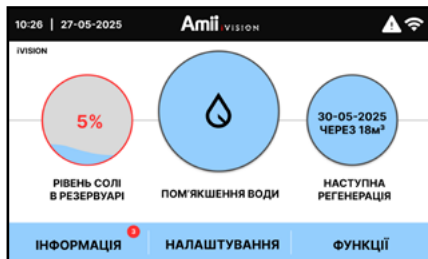 10:26 | 27-05-2025
Amii iVISION
iVISION
5%
30-05-2025
ЧЕРЕЗ 18м³
РІВЕНЬ СОЛІ
В РЕЗЕРВУАРІ
ПОМ'ЯКШЕННЯ ВОДИ
НАСТУПНА
РЕГЕНЕРАЦІЯ
ІНФОРМАЦІЯ 3
НАЛАШТУВАННЯ
ФУНКЦІЇ